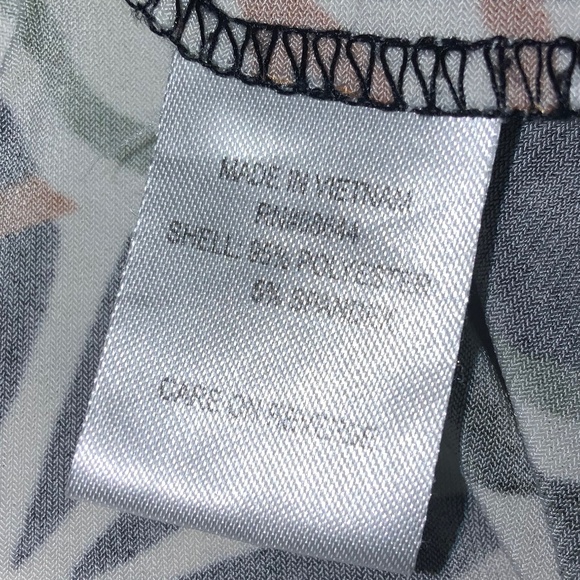 MADE IN VIETNAM
SHELL: 95% POLYESTER
5% SPANDEX
CARE ON REVERSE